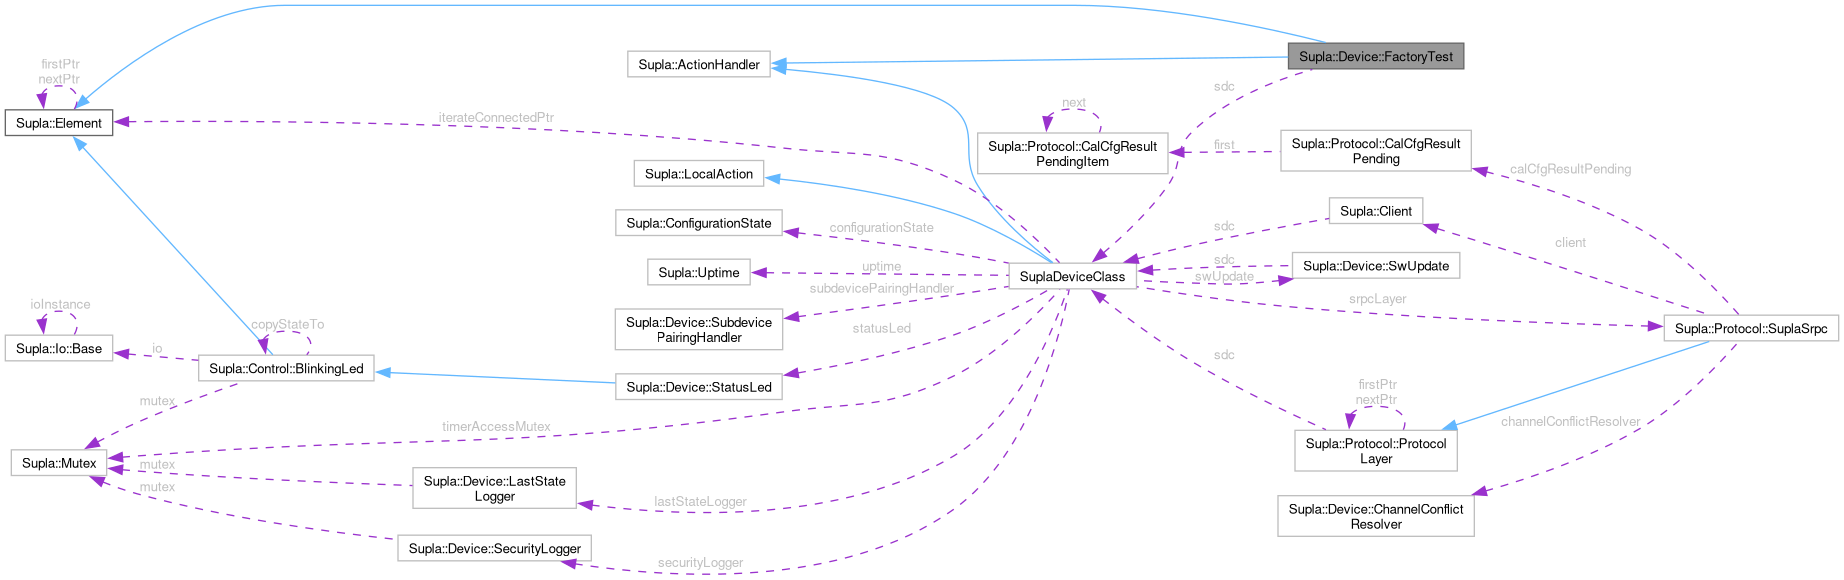 Supla::Device::FactoryTest
firstPtr
nextPtr
Supla::ActionHandler
sdc
Supla::Element
iterateConnectedPtr
next
Supla::Protocol::CalCfgResult
PendingItem
first
Supla::Protocol::CalCfgResult
Pending
calCfgResultPending
Supla::LocalAction
Supla::ConfigurationState
configurationState
sdc
Supla::Client
client
Supla::Uptime
uptime
SuplaDeviceClass
sdc
swUpdate
Supla::Device::SwUpdate
subdevicePairingHandler
srpcLayer
ioInstance
copyStateTo
Supla::Device::Subdevice
PairingHandler
statusLed
Supla::Protocol::SuplaSrpc
Supla::Io::Base
io
Supla::Control::BlinkingLed
sdc
Supla::Device::StatusLed
firstPtr
nextPtr
mutex
timerAccessMutex
channelConflictResolver
Supla::Protocol::Protocol
Layer
Supla::Mutex
mutex
Supla::Device::LastState
Logger
mutex
lastStateLogger
Supla::Device::ChannelConflict
Resolver
Supla::Device::SecurityLogger
securityLogger